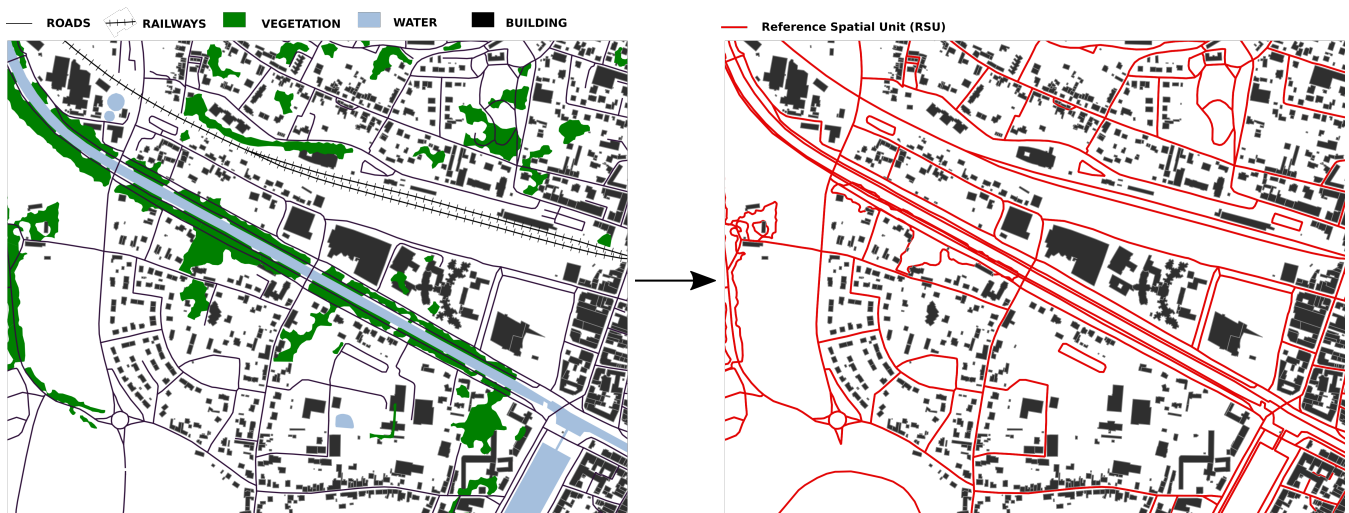 ROADS RAILWAYS VEGETATION WATER BUILDING
Reference Spatial Unit (RSU)